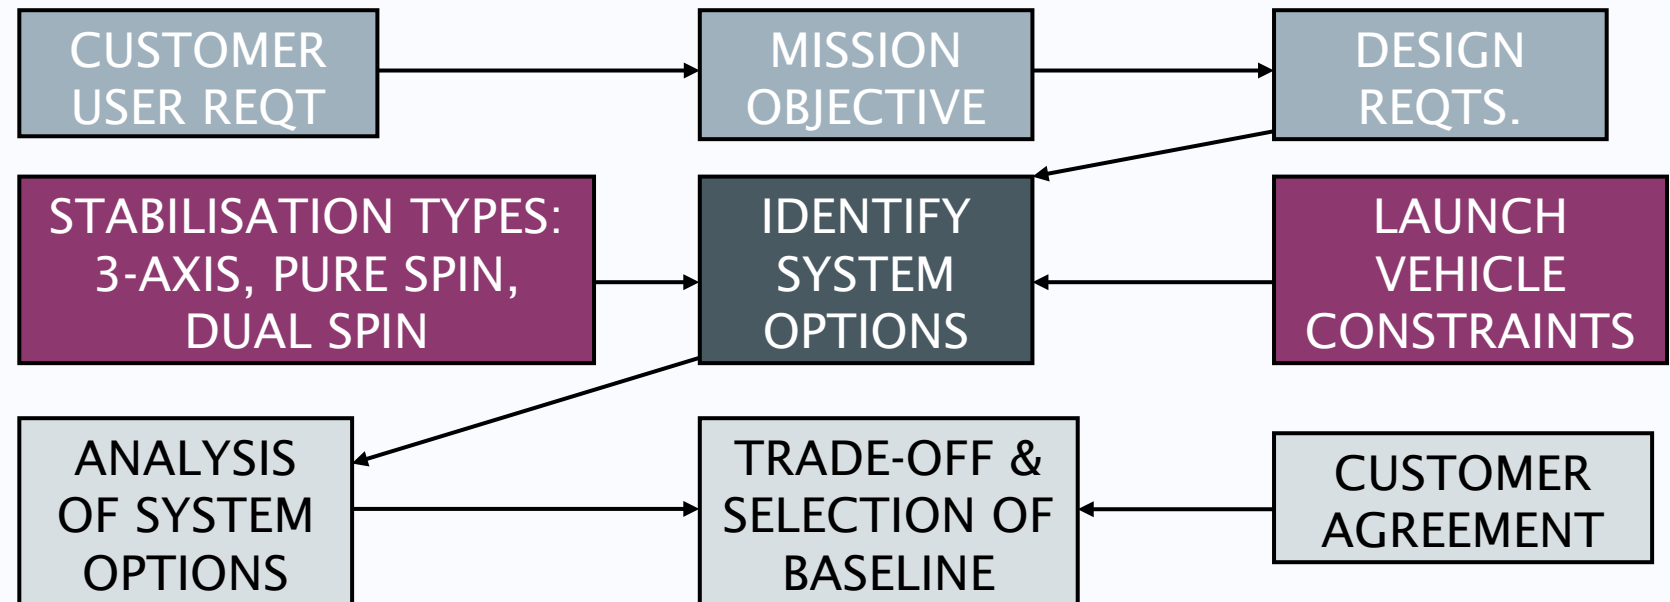 CUSTOMER
USER REQT
MISSION
OBJECTIVE
DESIGN
REQTS.
STABILISATION TYPES:
3-AXIS, PURE SPIN,
DUAL SPIN
IDENTIFY
SYSTEM
OPTIONS
LAUNCH
VEHICLE
CONSTRAINTS
ANALYSIS
OF SYSTEM
OPTIONS
TRADE-OFF &
SELECTION OF
BASELINE
CUSTOMER
AGREEMENT